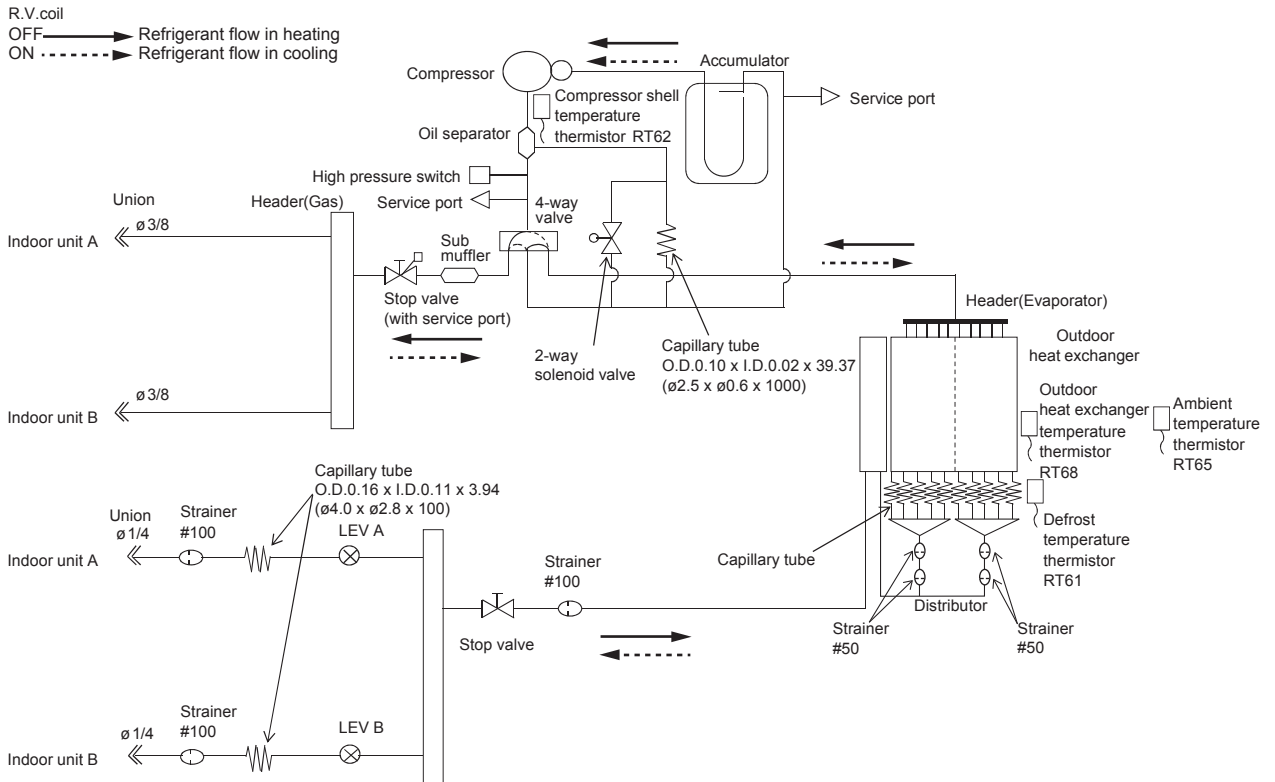 R.V.coil
OFF Refrigerant flow in heating
ON Refrigerant flow in cooling
Compressor
Accumulator
Service port
Compressor shell
temperature
thermistor RT62
Oil separator
High pressure switch
Service port
4-way
valve
Union
ø 3/8
Header(Gas)
Indoor unit A
Sub
muffler
Stop valve
(with service port)
2-way
solenoid valve
Capillary tube
O.D.0.10 x I.D.0.02 x 39.37
(ø2.5 x ø0.6 x 1000)
Header(Evaporator)
Outdoor
heat exchanger
Outdoor
heat exchanger
temperature
thermistor
RT68
Ambient
temperature
thermistor
RT65
ø 3/8
Indoor unit B
Capillary tube
O.D.0.16 x I.D.0.11 x 3.94
(ø4.0 x ø2.8 x 100)
Union
ø 1/4
Strainer
#100
LEV A
Indoor unit A
Strainer
#100
Stop valve
Capillary tube
Defrost
temperature
thermistor
RT61
Distributor
Strainer
#50
Strainer
#50
ø 1/4
Strainer
#100
LEV B
Indoor unit B